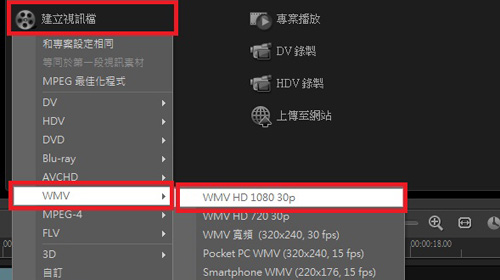 建立視訊檔
和專案設定相同
等同於第一段視訊素材
MPEG 最佳化程式
DV
HDV
DVD
Blu-ray
AVCHD
WMV
MPEG-4
FLV
3D
自訂
WMV HD 1080 30p
WMV HD 720 30p
WMV 寬頻 (320x240, 30 fps)
Pocket PC WMV (320x240, 15 fps)
Smartphone WMV (220x176, 15 fps)
專案播放
DV 錄製
HDV 錄製
上傳至網站
00:00:18.00